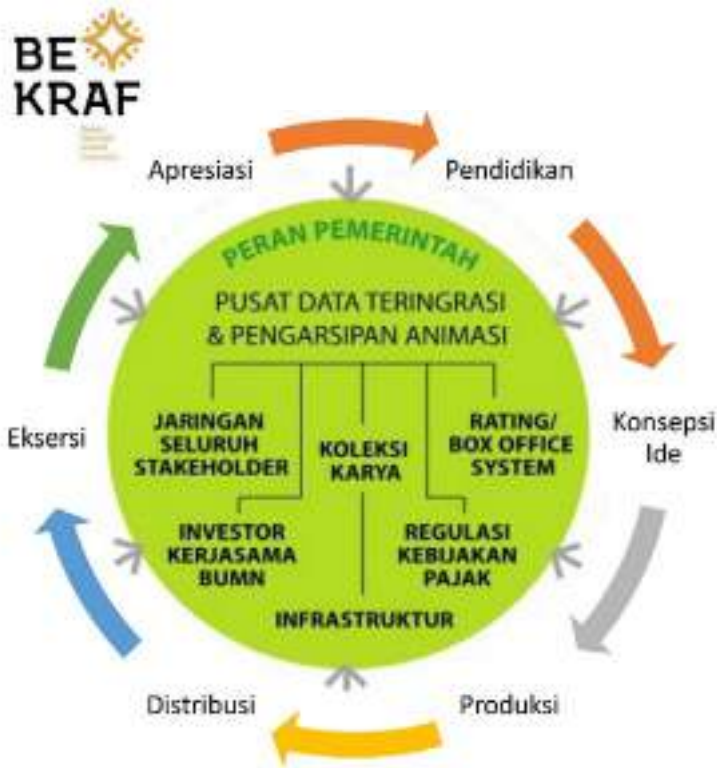 BE
KRAF
Apresiasi
Pendidikan
PERAN PEMERINTAH
PUSAT DATA TERINGRASI
& PENGARSIPAN ANIMASI
JARINGAN
SELURUH
STAKEHOLDER
KOLEKSI
KARYA
RATING/
BOX OFFICE
SYSTEM
Eksersi
Konsepsi
Ide
INVESTOR
KERJASAMA
BUMN
REGULASI
KEBIJAKAN
PAJAK
INFRASTRUKTUR
Distribusi
Produksi